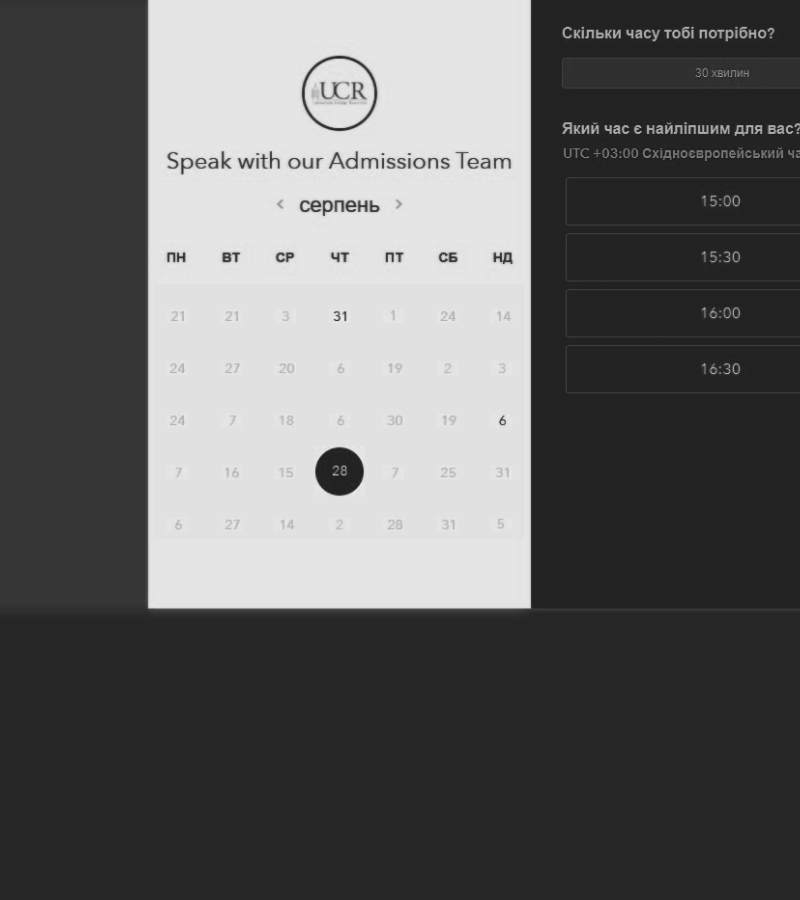 UCR
Speak with our Admissions Team
серпень
ПН ВТ СР ЧТ ПТ СБ НД
21 21 3 31 1 24 14
24 27 20 6 19 2 3
24 7 18 6 30 19 6
7 16 15 28 7 25 31
6 27 14 2 28 31 5
Скільки часу тобі потрібно?
30 хвилин
Який час є найліпшим для вас?
UTC +03:00 Східноєвропейський ча
15:00
15:30
16:00
16:30